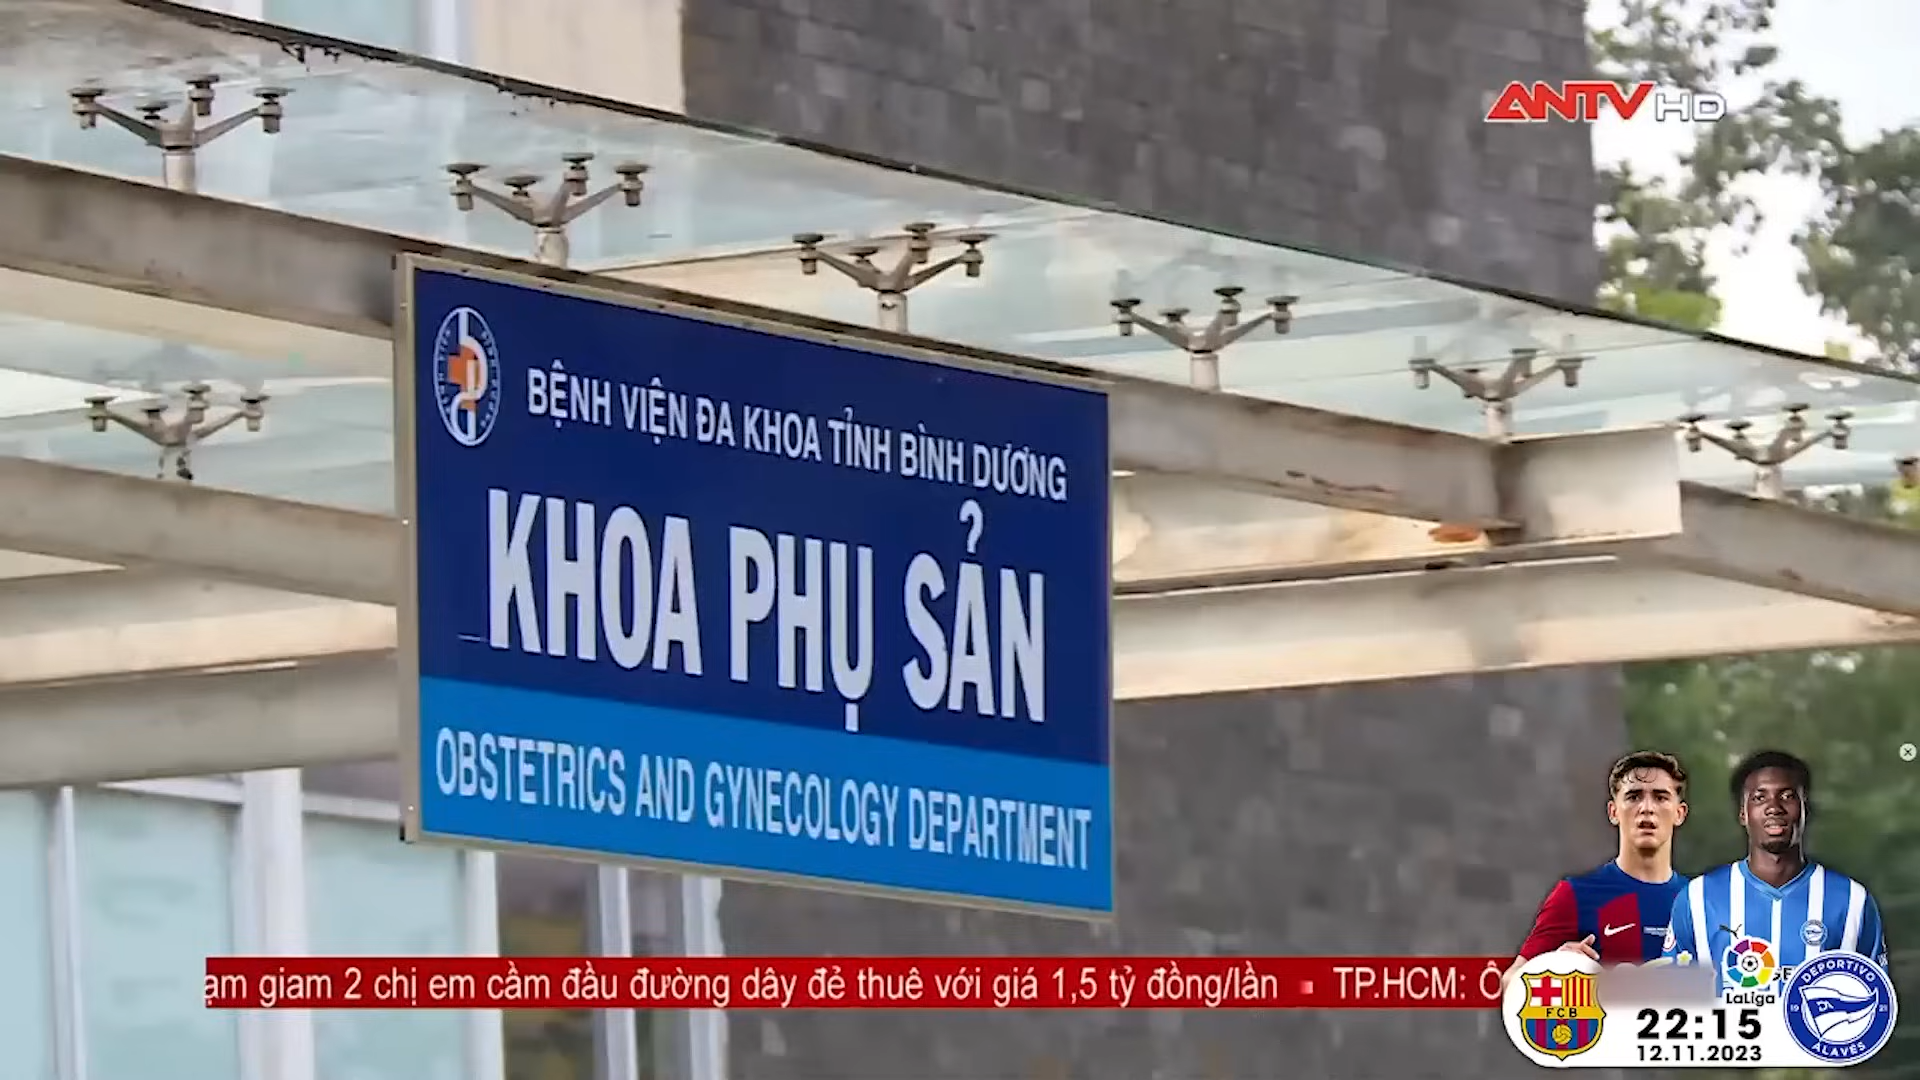 ANTV HD
BỆNH VIỆN ĐA KHOA TỈNH BÌNH DƯƠNG
KHOA PHỤ SẢN
OBSTETRICS AND GYNECOLOGY DEPARTMENT
ạm giam 2 chị em cầm đầu đường dây đẻ thuê với giá 1,5 tỷ đồng/lần ▪ TP.HCM: Ô
FCB
LaLiga
DEPORTIVO
ALAVÉS
22:15
12.11.2023